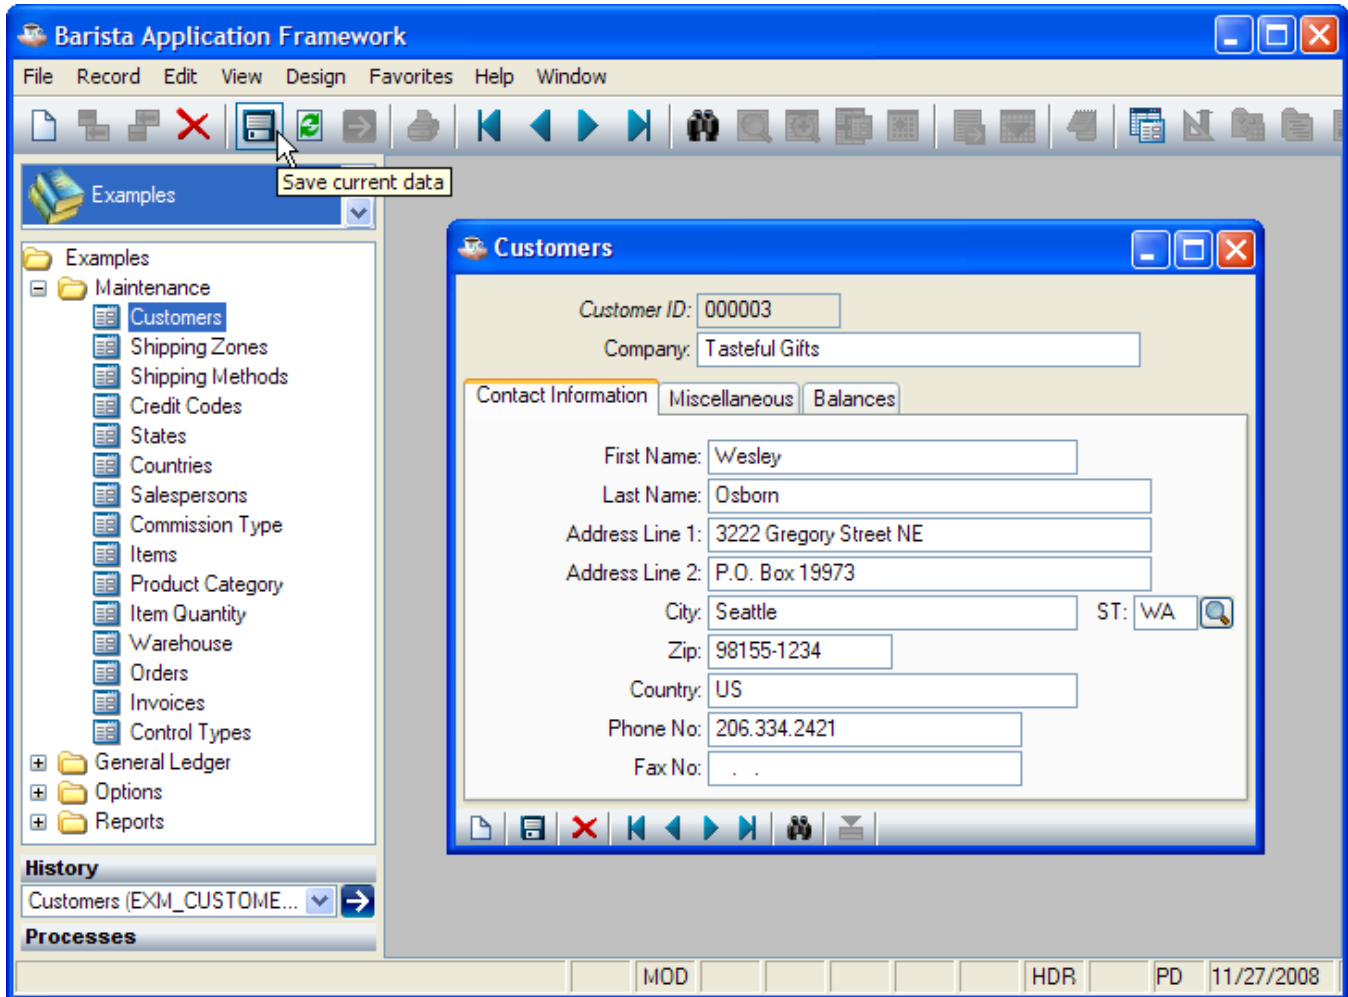 Barista Application Framework
File Record Edit View Design Favorites Help Window
Save current data
Examples
Examples
Maintenance
Customers
Shipping Zones
Shipping Methods
Credit Codes
States
Countries
Salespersons
Commission Type
Items
Product Category
Item Quantity
Warehouse
Orders
Invoices
Control Types
General Ledger
Options
Reports
History
Customers (EXM_CUSTOME...
Processes
Customers
Customer ID: 000003
Company: Tasteful Gifts
Contact Information Miscellaneous Balances
First Name: Wesley
Last Name: Osborn
Address Line 1: 3222 Gregory Street NE
Address Line 2: P.O. Box 19973
City: Seattle ST: WA
Zip: 98155-1234
Country: US
Phone No: 206.334.2421
Fax No: . .
MOD HDR PD 11/27/2008